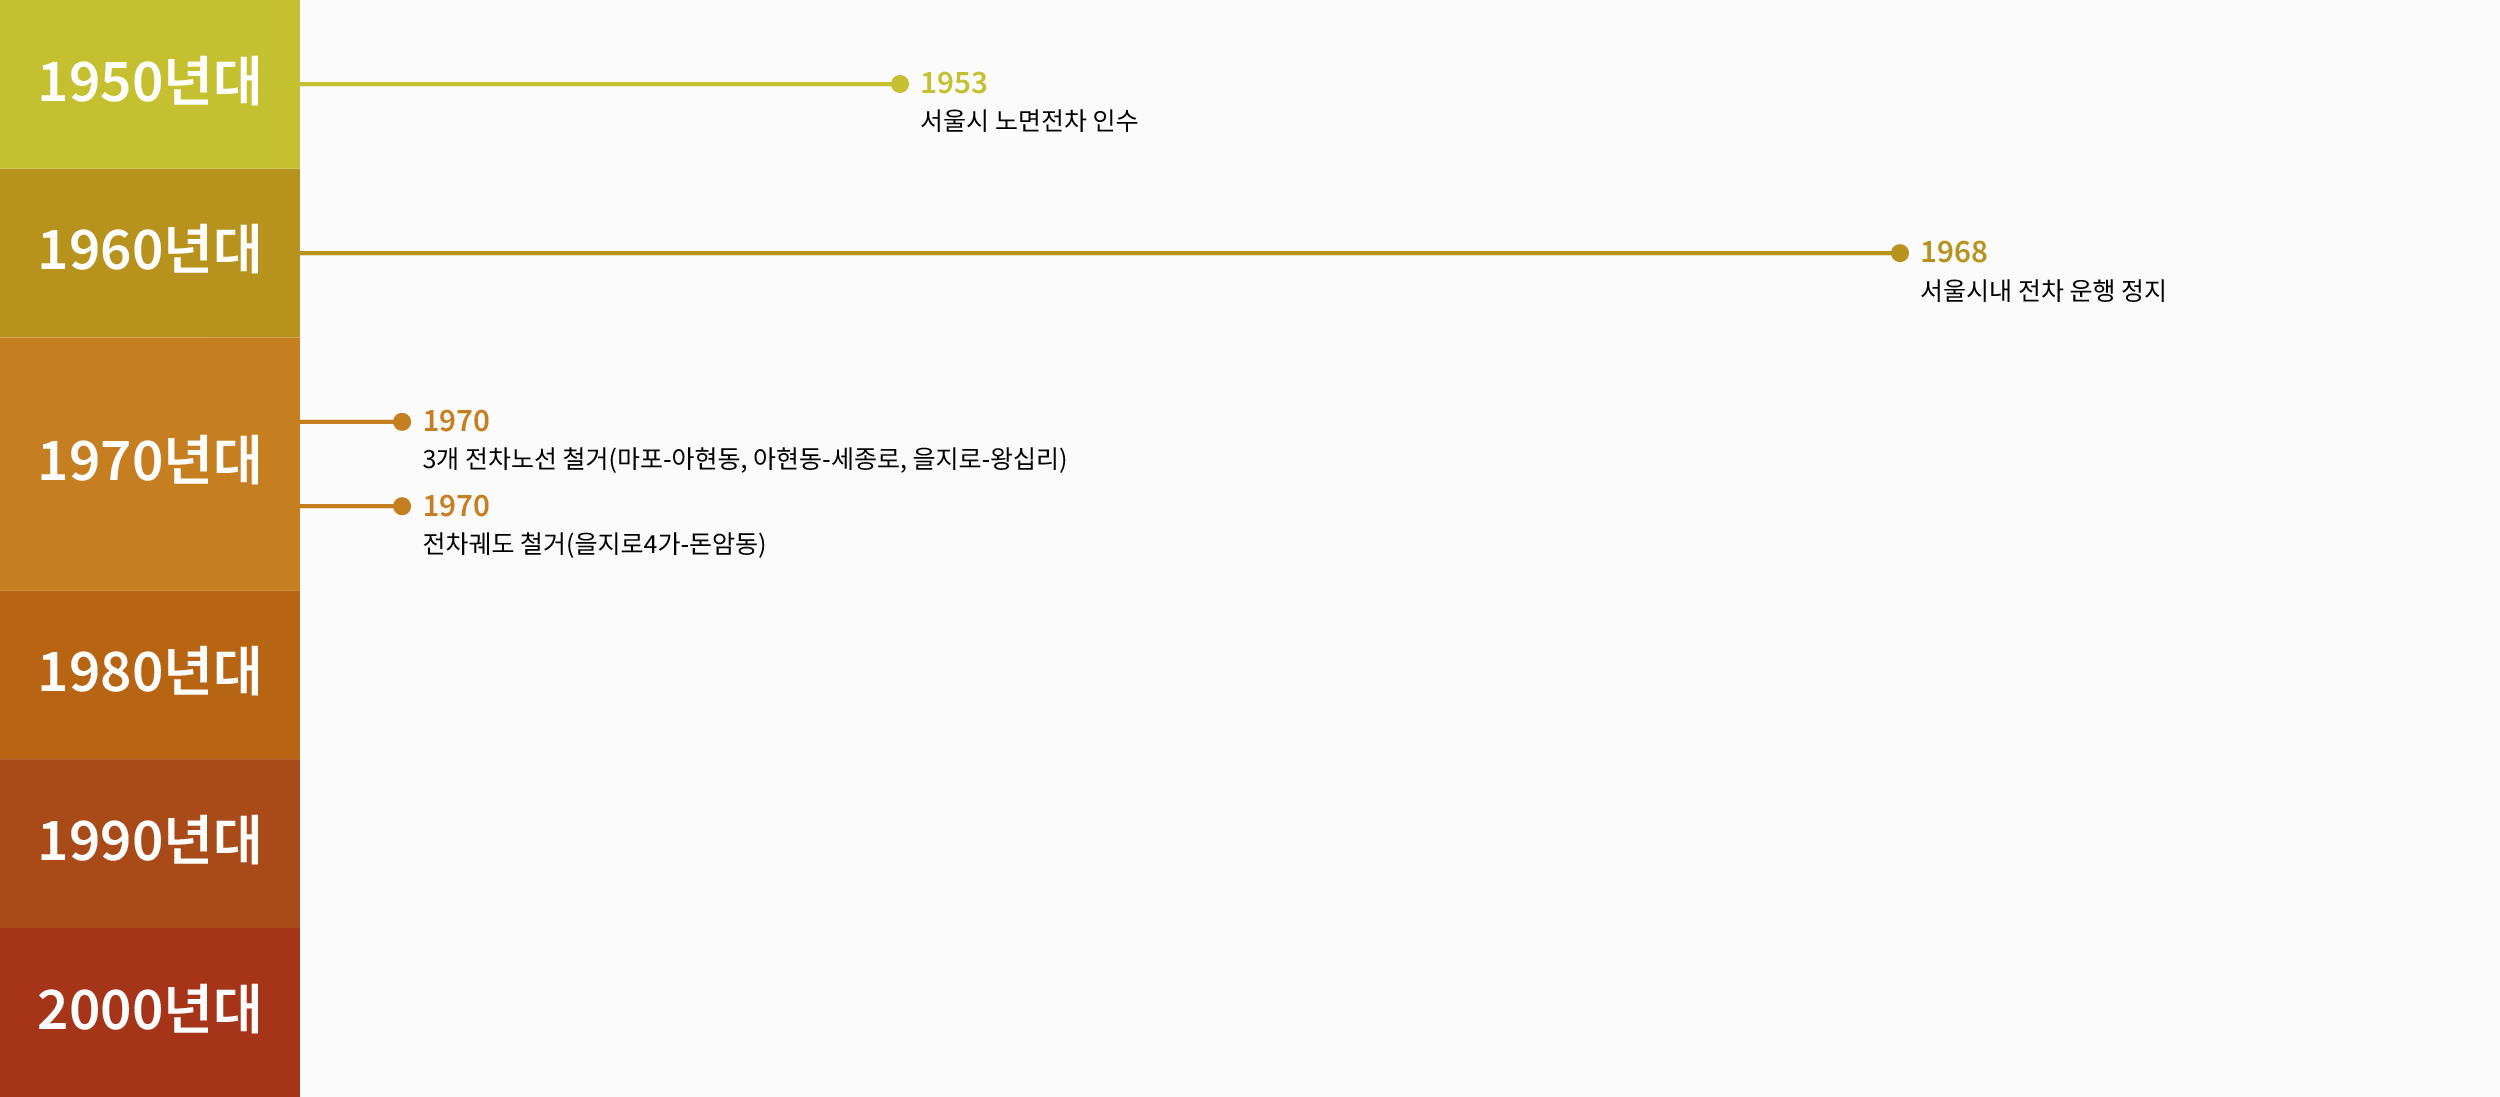 1950년대
1953
서울시 노면전차 인수
1960년대
1968
서울시내 전차 운행 정지
1970년대
1970
3개 전차노선 철거(마포-아현동, 아현동-세종로, 을지로-왕십리)
1970
전차궤도 철거(을지로4가-돈암동)
1980년대
1990년대
2000년대